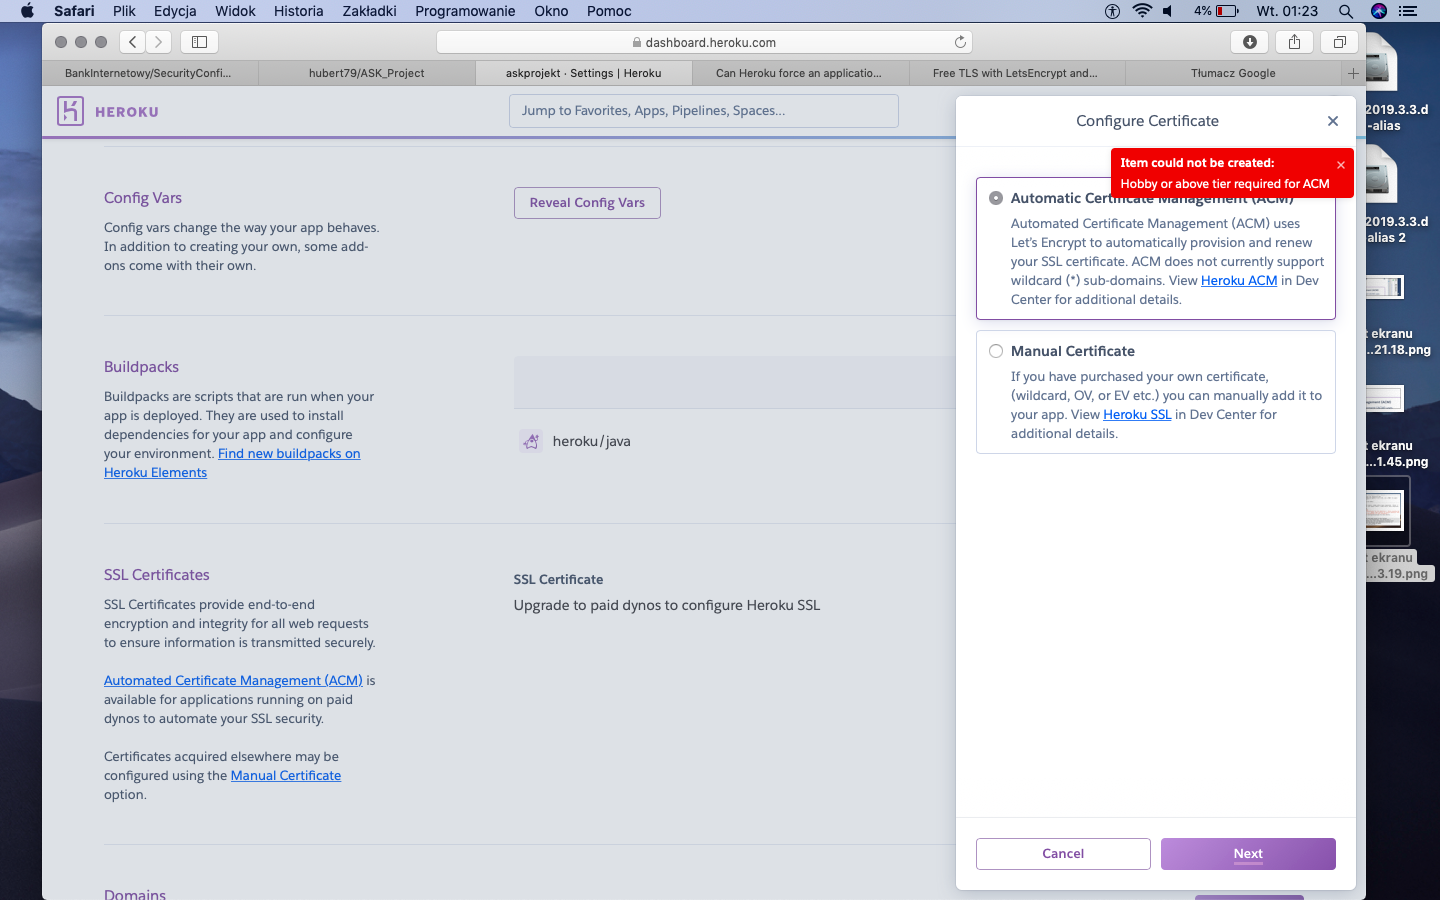 Safari Plik Edycja Widok Historia Zakładki Programowanie Okno Pomoc 4% Wt. 01:23
dashboard.heroku.com
BankInternetowy/SecurityConfi... hubert79/ASK_Project askprojekt · Settings | Heroku Can Heroku force an applicatio... Free TLS with LetsEncrypt and... Tłumacz Google
HEROKU
Jump to Favorites, Apps, Pipelines, Spaces...
Config Vars
Config vars change the way your app behaves.
In addition to creating your own, some add-
ons come with their own.
Reveal Config Vars
Buildpacks
Buildpacks are scripts that are run when your
app is deployed. They are used to install
dependencies for your app and configure
your environment. Find new buildpacks on
Heroku Elements
heroku/java
SSL Certificates
SSL Certificates provide end-to-end
encryption and integrity for all web requests
to ensure information is transmitted securely.
Automated Certificate Management (ACM) is
available for applications running on paid
dynos to automate your SSL security.
Certificates acquired elsewhere may be
configured using the Manual Certificate
option.
SSL Certificate
Upgrade to paid dynos to configure Heroku SSL
Domains
Configure Certificate
Item could not be created:
Hobby or above tier required for ACM
Automatic Certificate Management (ACM)
Automated Certificate Management (ACM) uses
Let's Encrypt to automatically provision and renew
your SSL certificate. ACM does not currently support
wildcard (*) sub-domains. View Heroku ACM in Dev
Center for additional details.
Manual Certificate
If you have purchased your own certificate,
(wildcard, OV, or EV etc.) you can manually add it to
your app. View Heroku SSL in Dev Center for
additional details.
Cancel
Next
2019.3.3.d
-alias
2019.3.3.d
alias 2
t ekranu
...21.18.png
t ekranu
...1.45.png
t ekranu
...3.19.png